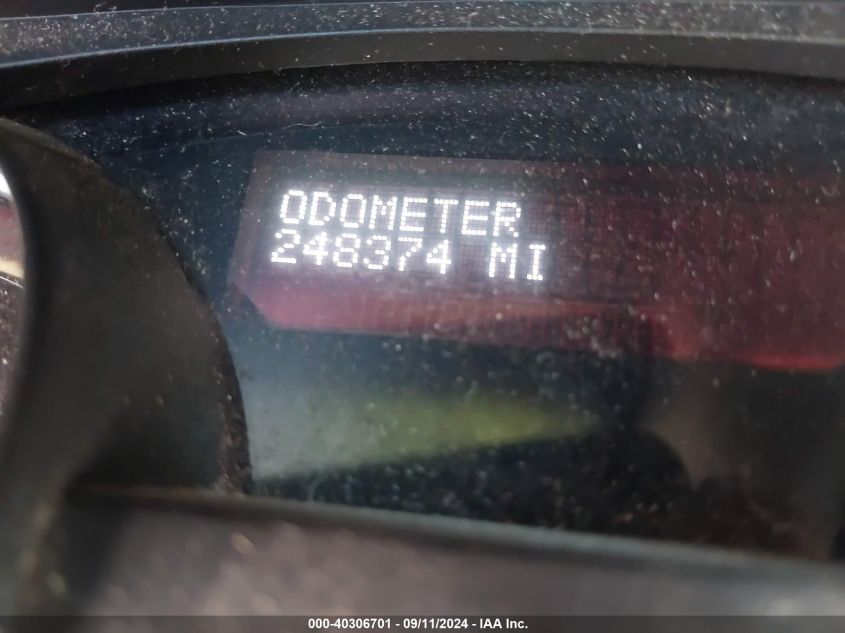 ODOMETER
248374 MI
000-40306701 - 09/11/2024 - IAA Inc.